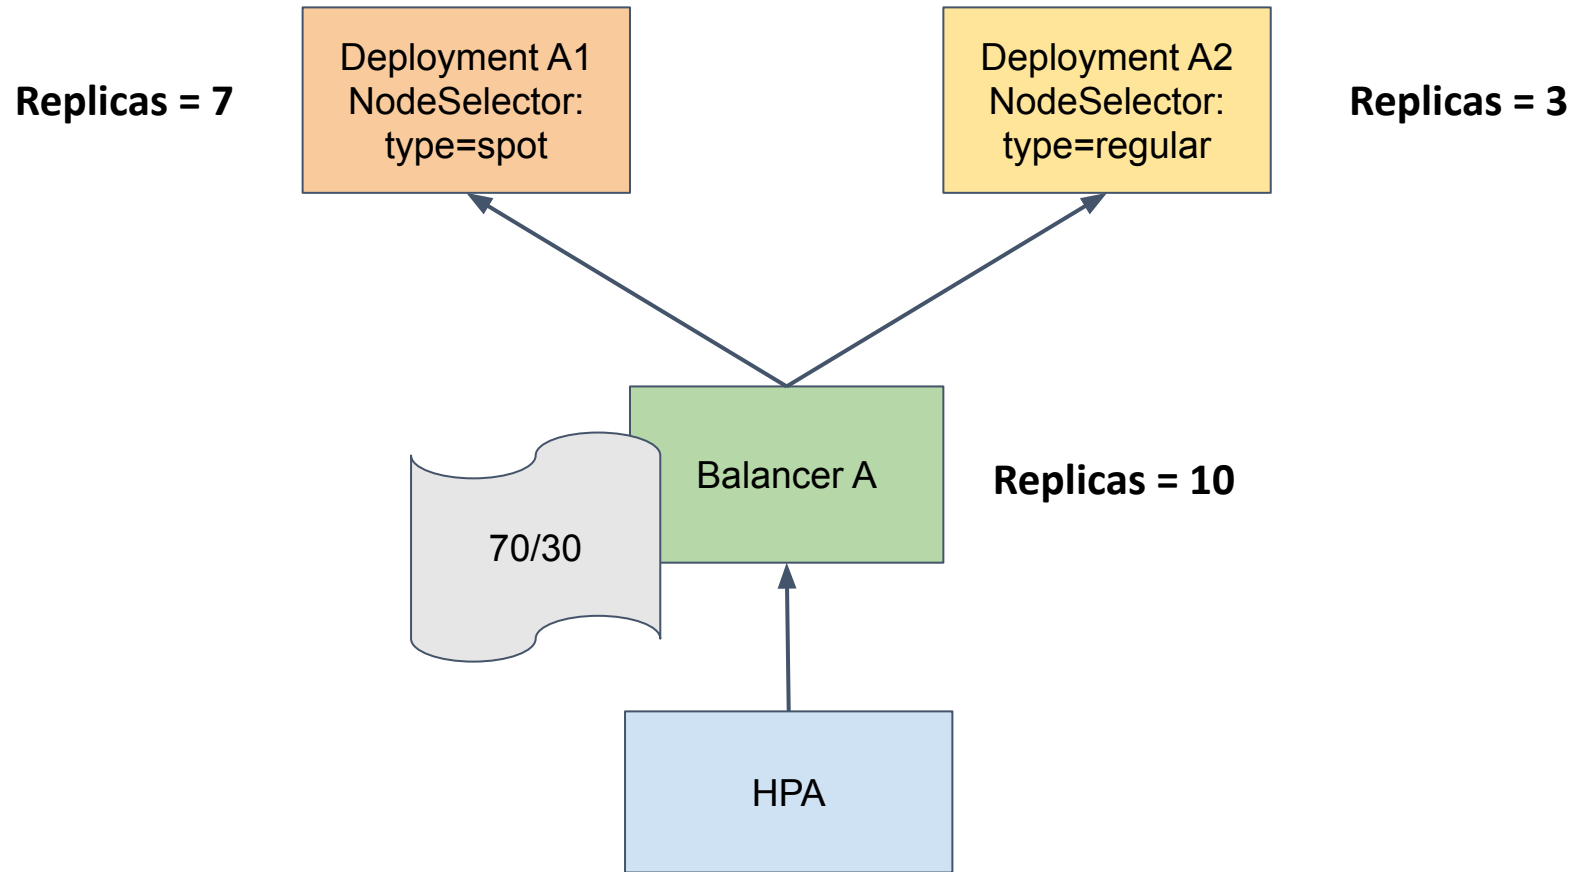 Deployment A1
NodeSelector:
type=spot
Deployment A2
NodeSelector:
type=regular
Replicas = 7
Replicas = 3
Balancer A
Replicas = 10
70/30
HPA